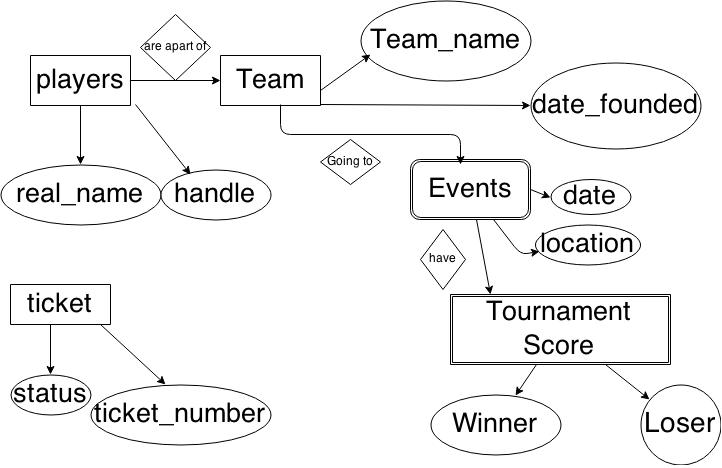 are apart of
Team_name
players
Team
date_founded
Going to
Events
real_name
handle
date
location
have
ticket
Tournament
Score
status
ticket_number
Winner
Loser